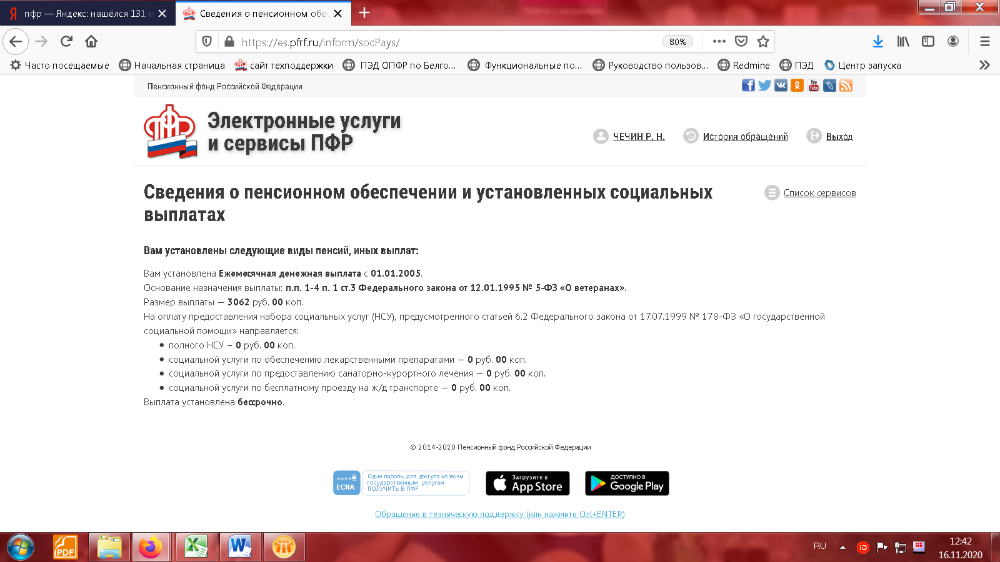 пфр — Яндекс: нашёлся 131 м
Сведения о пенсионном обес
https://es.pfrf.ru/inform/socPays/
80%
Часто посещаемые
Начальная страница
сайт техподдержки
ПЭД ОПФР по Белго...
Функциональные по...
Руководство пользов...
Redmine
ПЭД
Центр запуска
Пенсионный фонд Российской Федерации
Электронные услуги
и сервисы ПФР
ЧЕЧИН Р. Н.
История обращений
Выход
Сведения о пенсионном обеспечении и установленных социальных
выплатах
Список сервисов
Вам установлены следующие виды пенсий, иных выплат:
Вам установлена Ежемесячная денежная выплата с 01.01.2005.
Основание назначения выплаты: п.п. 1-4 п. 1 ст.3 Федерального закона от 12.01.1995 № 5-ФЗ «О ветеранах».
Размер выплаты — 3062 руб. 00 коп.
На оплату предоставления набора социальных услуг (НСУ), предусмотренного статьей 6.2 Федерального закона от 17.07.1999 № 178-ФЗ «О государственной
социальной помощи» направляется:
полного НСУ – 0 руб. 00 коп.
социальной услуги по обеспечению лекарственными препаратами — 0 руб. 00 коп.
социальной услуги по предоставлению санаторно-курортного лечения — 0 руб. 00 коп.
социальной услуги по бесплатному проезду на ж/д транспорте — 0 руб. 00 коп.
Выплата установлена бессрочно.
© 2014-2020 Пенсионный фонд Российской Федерации
**** ЕСИА
Один пароль для доступа ко всем
государственным услугам
ПОЛУЧИТЬ В ПФР
Загрузите в
App Store
ДОСТУПНО В
Google Play
Обращение в техническую поддержку (или нажмите Ctrl+ENTER)
PDF
RU
12:42
16.11.2020